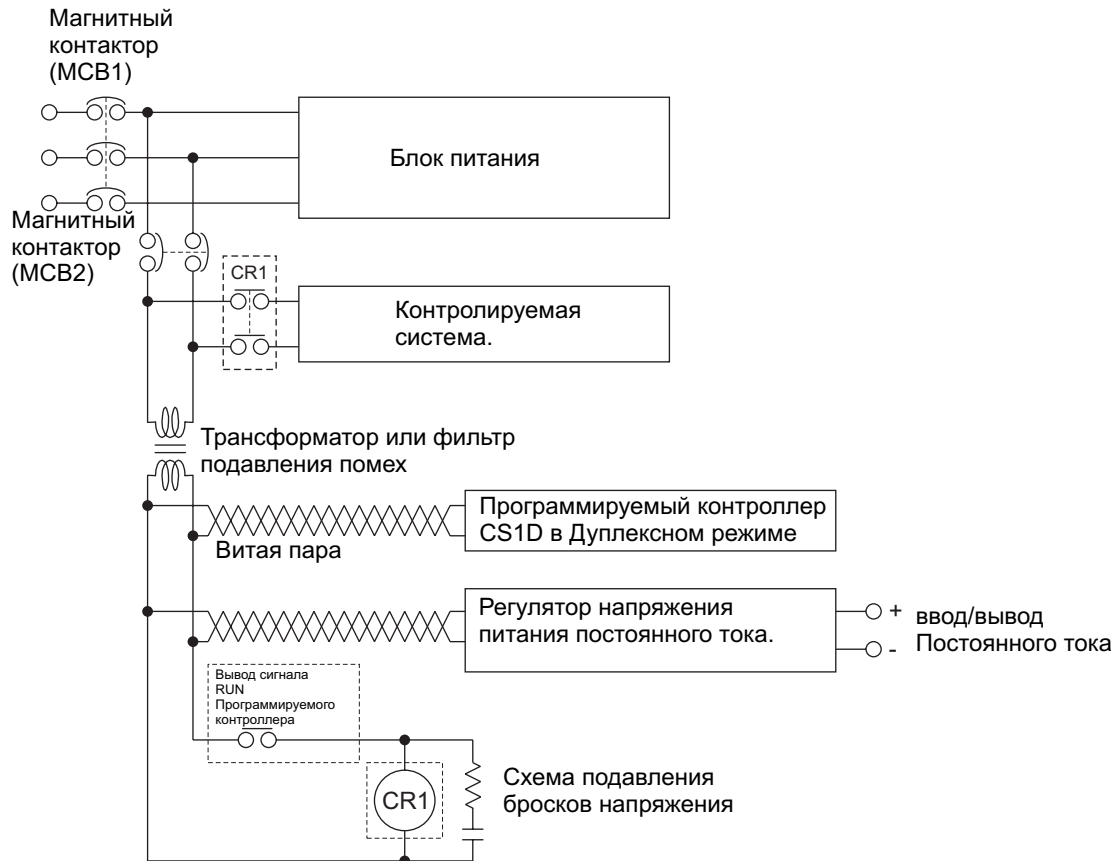 Магнитный
контактор
(MCB1)
Блок питания
Магнитный
контактор
(MCB2)
CR1
Контролируемая
система.
Трансформатор или фильтр
подавления помех
Программируемый контроллер
CS1D в Дуплексном режиме
Витая пара
Регулятор напряжения
питания постоянного тока.
+
-
ввод/вывод
Постоянного тока
Вывод сигнала
RUN
Программируемого
контроллера
CR1
Схема подавления
бросков напряжения